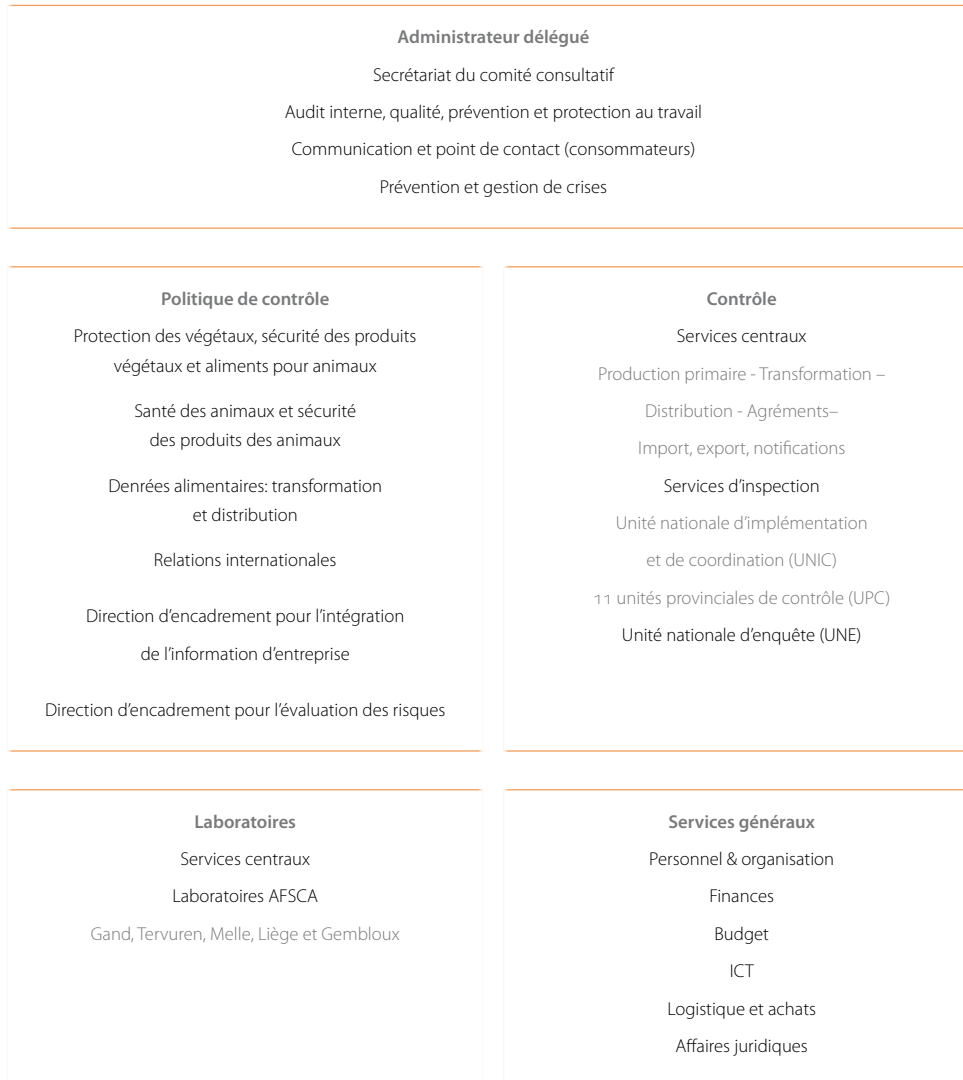 Administrateur délégué
Secrétariat du comité consultatif
Audit interne, qualité, prévention et protection au travail
Communication et point de contact (consommateurs)
Prévention et gestion de crises
Politique de contrôle
Protection des végétaux, sécurité des produits
végétaux et aliments pour animaux
Santé des animaux et sécurité
des produits des animaux
Denrées alimentaires: transformation
et distribution
Relations internationales
Direction d’encadrement pour l’intégration
de l’information d’entreprise
Direction d’encadrement pour l’évaluation des risques
Contrôle
Services centraux
Production primaire - Transformation –
Distribution - Agréments–
Import, export, notifications
Services d’inspection
Unité nationale d’implémentation
et de coordination (UNIC)
11 unités provinciales de contrôle (UPC)
Unité nationale d’enquête (UNE)
Laboratoires
Services centraux
Laboratoires AFSCA
Gand, Tervuren, Melle, Liège et Gembloux
Services généraux
Personnel & organisation
Finances
Budget
ICT
Logistique et achats
Affaires juridiques